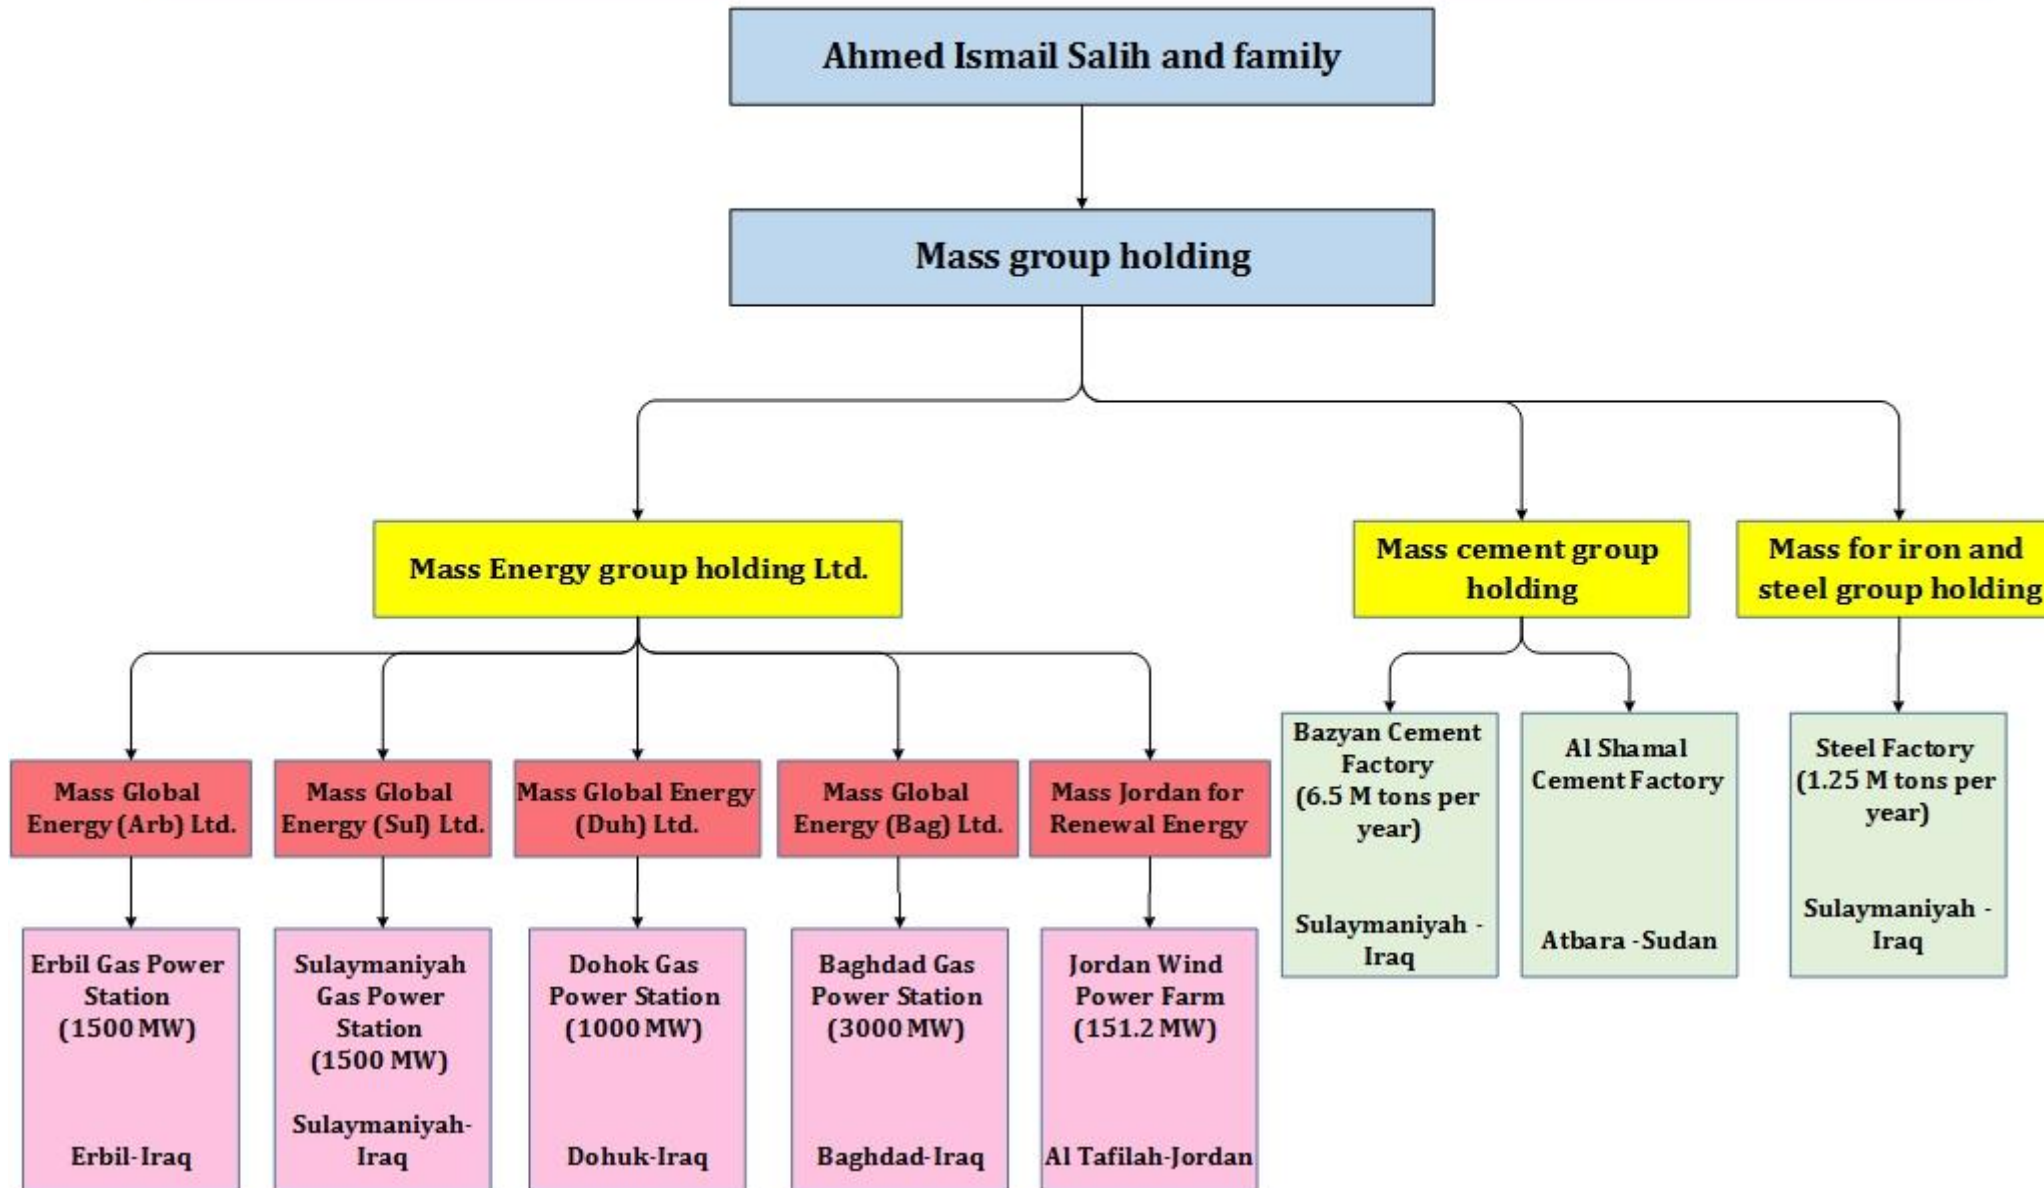 Ahmed Ismail Salih and family
Mass group holding
Mass Energy group holding Ltd.
Mass cement group
holding
Mass for iron and
steel group holding
Mass Global
Energy (Arb) Ltd.
Mass Global
Energy (Sul) Ltd.
Mass Global Energy
(Duh) Ltd.
Mass Global
Energy (Bag) Ltd.
Mass Jordan for
Renewal Energy
Bazyan Cement
Factory
(6.5 M tons per
year)
Sulaymaniyah -
Iraq
Al Shamal
Cement Factory
Atbara -Sudan
Steel Factory
(1.25 M tons per
year)
Sulaymaniyah -
Iraq
Erbil Gas Power
Station
(1500 MW)
Erbil-Iraq
Sulaymaniyah
Gas Power
Station
(1500 MW)
Sulaymaniyah-
Iraq
Dohok Gas
Power Station
(1000 MW)
Dohuk-Iraq
Baghdad Gas
Power Station
(3000 MW)
Baghdad-Iraq
Jordan Wind
Power Farm
(151.2 MW)
Al Tafilah-Jordan